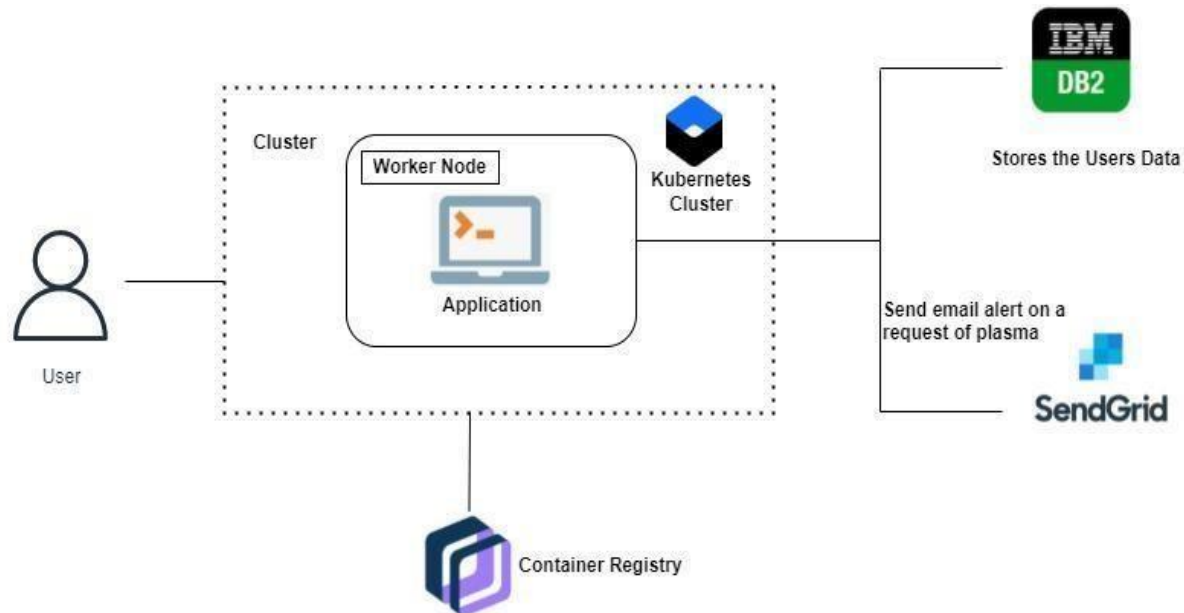 IBM
DB2
Stores the Users Data
Cluster
Worker Node
Kubernetes
Cluster
Application
User
Send email alert on a
request of plasma
SendGrid
Container Registry